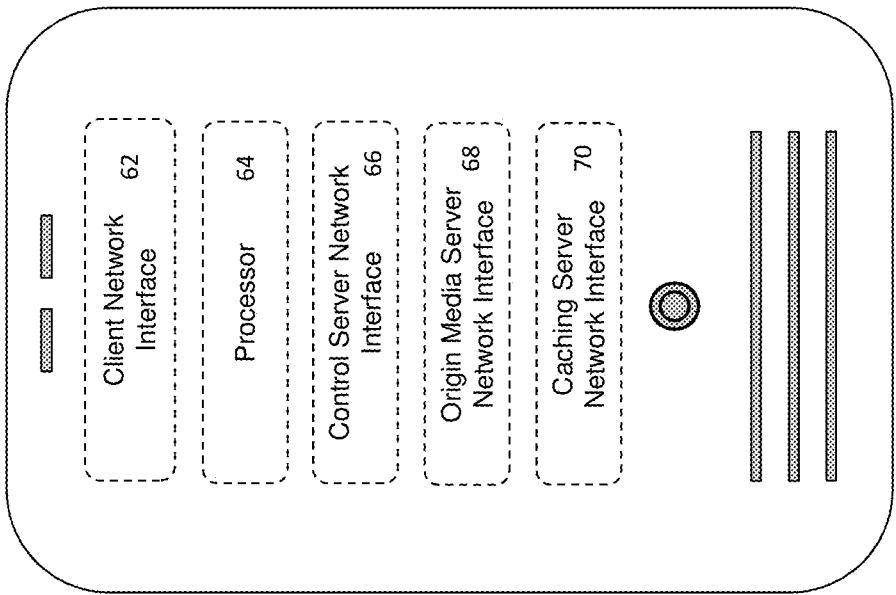 Client Network
Interface 62
Processor 64
Control Server Network
Interface 66
Origin Media Server
Network Interface 68
Caching Server
Network Interface 70